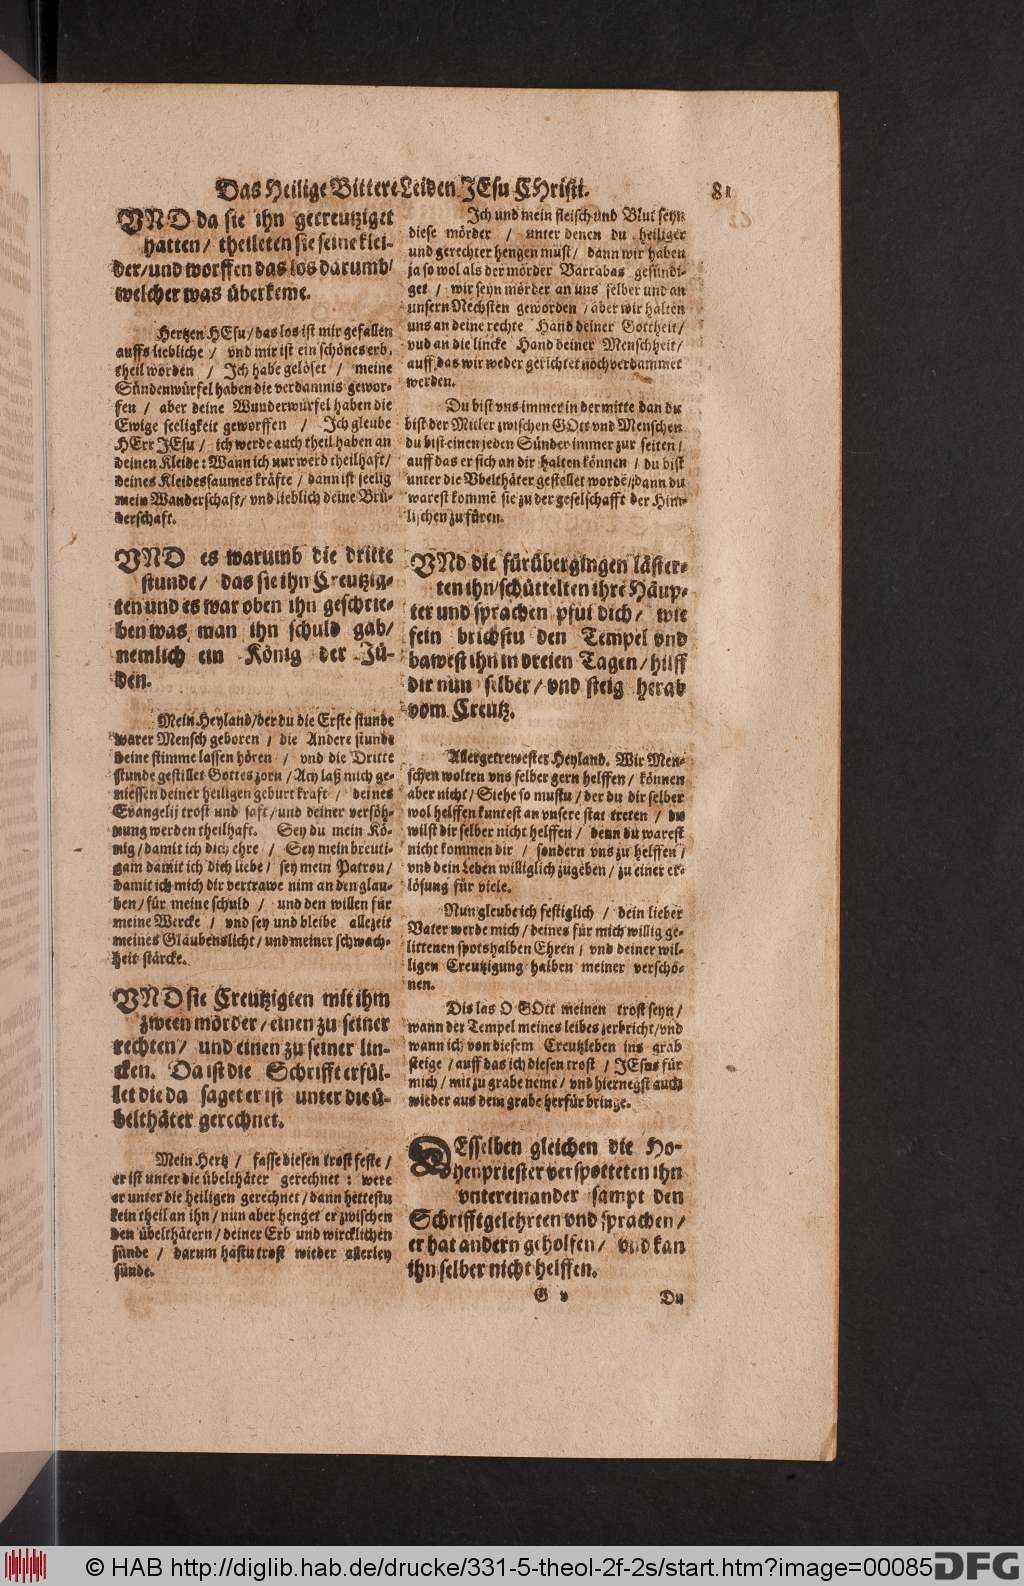 Das Heilige Bittere Leiden JEsu CHristi. 81
VND da sie ihn gecreutziget
hatten / theileten sie seine klei-
der/und worffen das los darumb/
welcher was überkeme.
Hertzen HEsu/das los ist mir gefallen
auffs liebliche / vnd mir ist ein schönes erb-
theil worden / Ich habe gelöset / meine
Sündenwürfel haben die verdamnis gewor-
fen / aber deine Wunderwürfel haben die
Ewige seeligkeit geworffen / Ich gleube
HErr JEsu / ich werde auch theil haben an
deinen Kleide: Wann ich nur werd theilhaft/
deines Kleidessaumes kräfte / dann ist seelig
mein Wanderschaft/ vnd lieblich deine Brü-
derschaft.
VND es warumb die dritte
stunde/ das sie ihn Creutzig-
ten und es war oben ihn geschrie-
ben was man ihn schuld gab/
nemlich ein König der Jü-
den.
Mein Heyland/der du die Erste stunde
warer Mensch geboren / die Andere stunde
deine stimme lassen hören / vnd die Dritte
stunde gestillet Gottes zorn / Ach laß mich ge-
niessen deiner heiligen geburt kraft / deines
Evangelij trost und saft/und deiner versöh-
nung werden theilhaft. Sey du mein Kö-
nig/damit ich dich ehre / Sey mein breuti-
gam damit ich dich liebe / sey mein Patron/
damit ich mich dir vertrawe nim an den glau-
ben/für meine schuld / und den willen für
meine Wercke / vnd sey und bleibe allezeit
meines Glaubenslicht/und meiner schwach-
heit stärcke.
VND sie Creutzigten mit ihm
zween mörder/einen zu seiner
rechten/ und einen zu seiner lin-
cken. Da ist die Schrifft erfül-
let die da saget er ist unter die ü-
belthäter gerechnet.
Mein Hertz / fasse diesen trost feste /
er ist unter die übelthäter gerechnet : were
er unter die heiligen gerechnet/dann hettestu
kein theil an ihn/nun aber henget er zwischen
den übelthätern/deiner Erb und wircklichen
sünde / darum hastu trost wieder allerley
sünde.
Ich und mein fleisch und Blut seyn
diese mörder / unter denen du heiliger
und gerechter hengen must/ dann wir haben
ja so wol als der mörder Barrabas gesündi-
get / wir seyn mörder an uns selber und an
unsern Nechsten geworden/aber wir halten
uns an deine rechte Hand deiner Gottheit/
vud an die lincke Hand deiner Menschheit/
auff das wir weder gerichtet noch verdammet
werden.
Du bist vns immer in der mitte dan du
bist der Mitler zwischen GOtt vnd Menschen
du bist einen jeden Sünder immer zur seiten/
auff das er sich an dir halten können / du bist
unter die Vbelthäter gestellet wordē/dann du
warest kommē sie zu der geselschafft der Him-
lischen zu füren.
VNd die fürübergingen läster-
ten ihn/schüttelten ihre Häup-
ter und sprachen pfui dich/ wie
fein brichstu den Tempel vnd
bawest ihn in dreien Tagen/hilff
dir nun selber/vnd steig herab
vom Creutz.
Allergetrewester Heyland. Wir Men-
schen wolten vns selber gern helffen/ können
aber nicht/Siehe so mustu/der du dir selber
wol helffen kuntest an vnsere stat treten / du
wilst dir selber nicht helffen / denn du warest
nicht kommen dir / sondern vns zu helffen /
vnd dein Leben williglich zugeben/zu einer er-
lösung für viele.
Nun gleube ich festiglich / dein lieber
Vater werde mich/deines für mich willig ge-
littenen spotshalben Ehren / vnd deiner wil-
ligen Creutzigung halben meiner verschö-
nen.
Dis las O GOtt meinen trost seyn/
wann der Tempel meines leibes zerbricht/vnd
wann ich von diesem Creutzleben ins grab
steige / auff das ich diesen trost / JEsus für
mich/mit zu grabe neme/vnd hiernegst auch
wieder aus dem grabe herfür bringe.
DEsselben gleichen die Ho-
henpriester verspotteten ihn
vntereinander sampt den
Schrifftgelehrten vnd sprachen/
er hat andern geholfen/ vnd kan
ihn selber nicht helffen.
G v Du
© HAB http://diglib.hab.de/drucke/331-5-theol-2f-2s/start.htm?image=00085
DFG